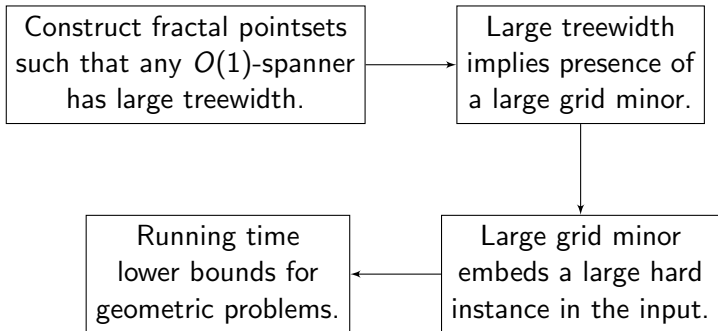 Construct fractal pointsets
such that any O(1)-spanner
has large treewidth.
Large treewidth
implies presence of
a large grid minor.
Large grid minor
embeds a large hard
instance in the input.
Running time
lower bounds for
geometric problems.